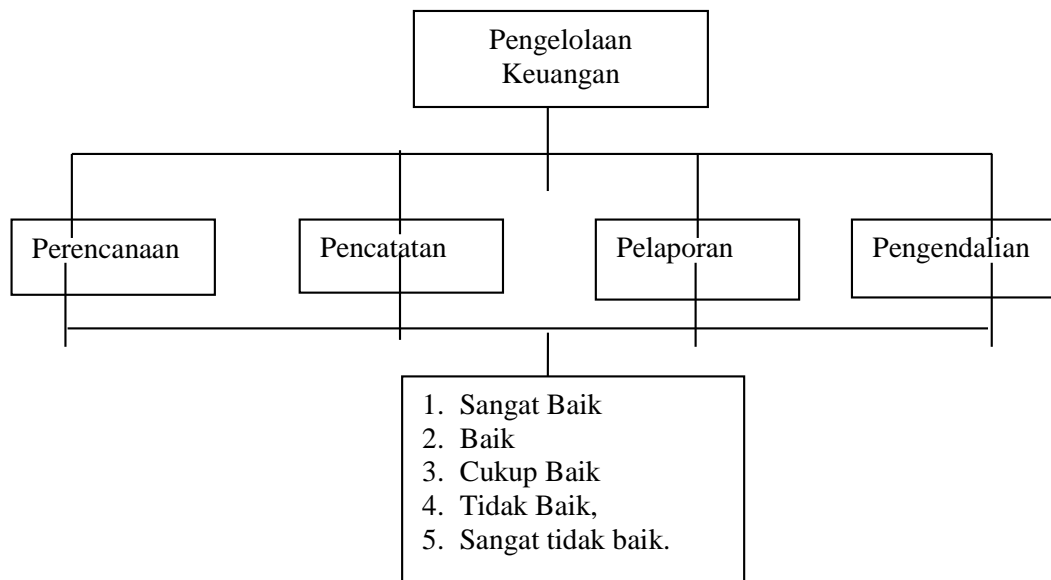 Pengelolaan
Keuangan
Perencanaan
Pencatatan
Pelaporan
Pengendalian
1. Sangat Baik
2. Baik
3. Cukup Baik
4. Tidak Baik,
5. Sangat tidak baik.